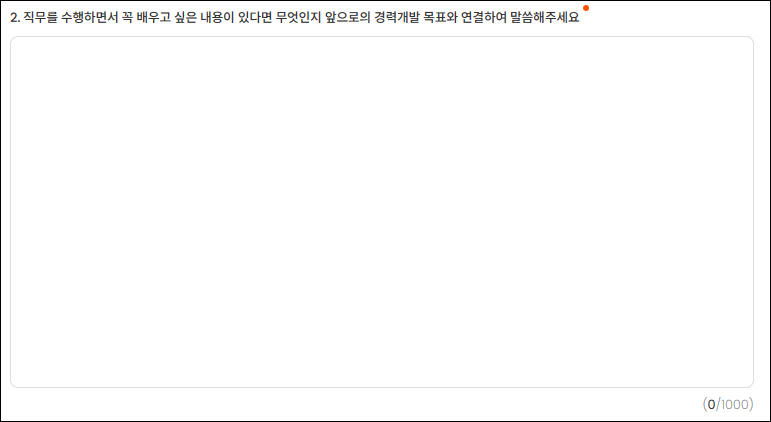 2. 직무를 수행하면서 꼭 배우고 싶은 내용이 있다면 무엇인지 앞으로의 경력개발 목표와 연결하여 말씀해주세요
(0/1000)